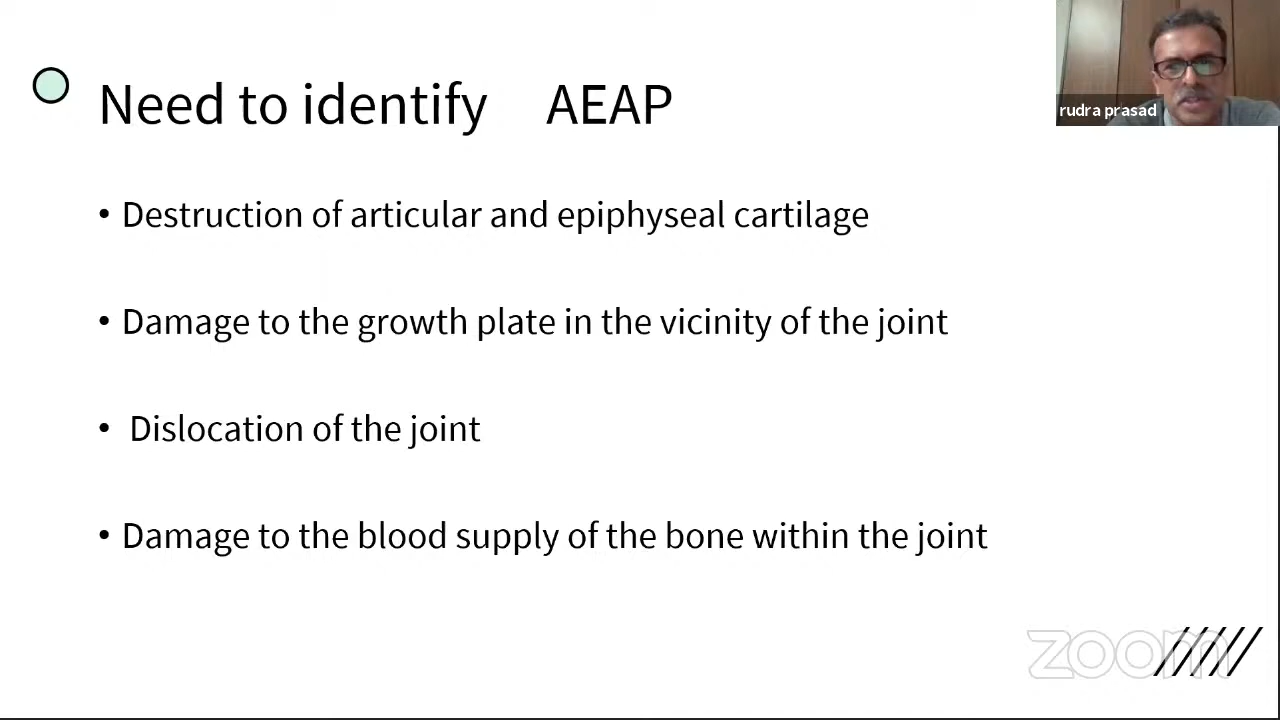 Need to identify AEAP
rudra prasad
• Destruction of articular and epiphyseal cartilage
• Damage to the growth plate in the vicinity of the joint
• Dislocation of the joint
• Damage to the blood supply of the bone within the joint
zoom